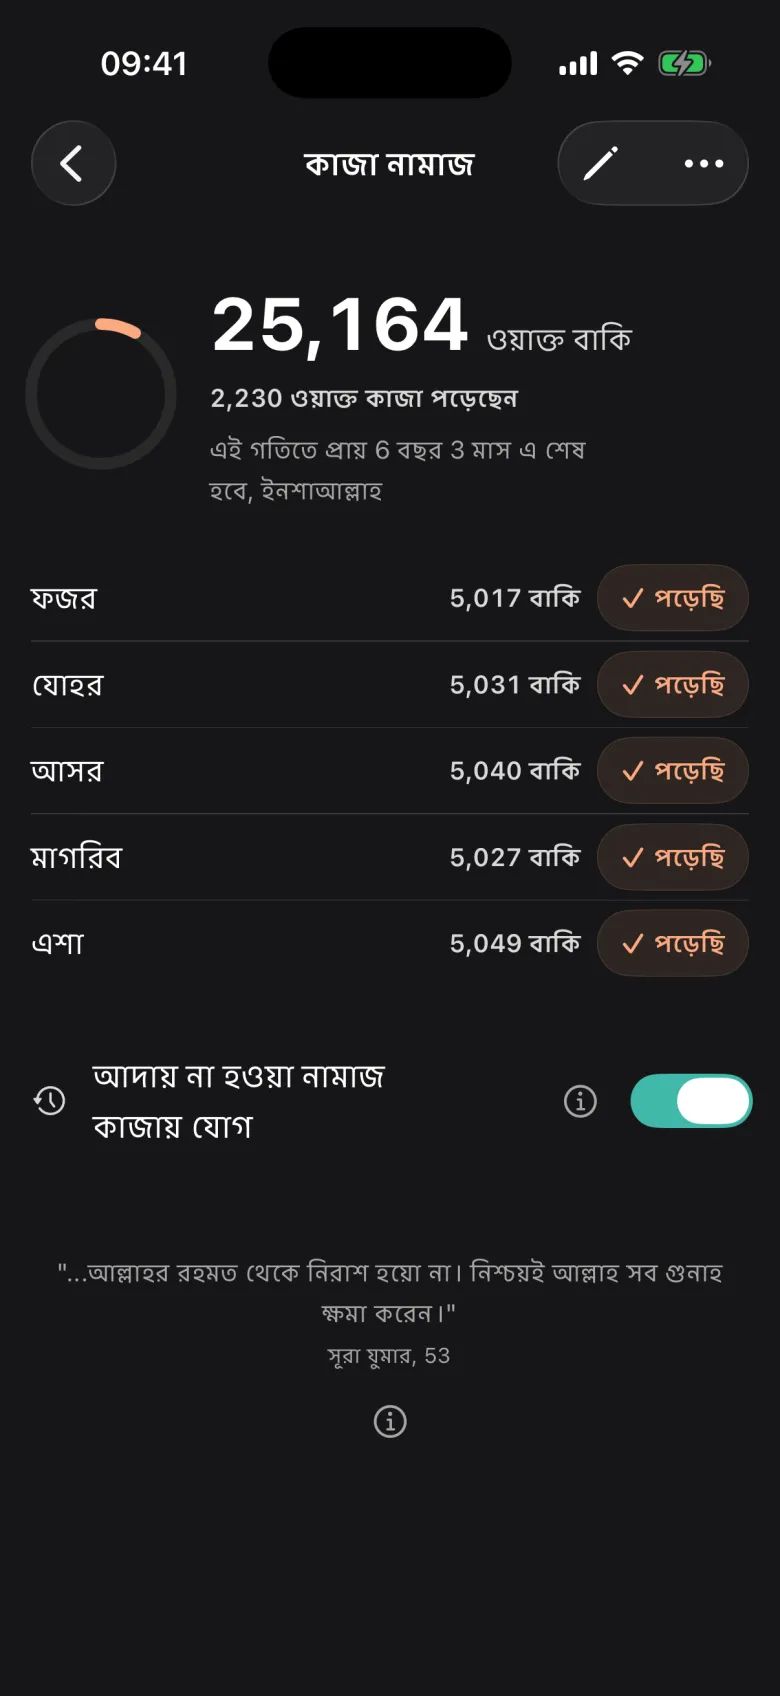 09:41
কাজা নামাজ
25,164 ওয়াক্ত বাকি
2,230 ওয়াক্ত কাজা পড়েছেন
এই গতিতে প্রায় 6 বছর 3 মাস এ শেষ
হবে, ইনশাআল্লাহ
ফজর 5,017 বাকি ✓ পড়েছি
যোহর 5,031 বাকি ✓ পড়েছি
আসর 5,040 বাকি ✓ পড়েছি
মাগরিব 5,027 বাকি ✓ পড়েছি
এশা 5,049 বাকি ✓ পড়েছি
আদায় না হওয়া নামাজ
কাজায় যোগ
"...আল্লাহর রহমত থেকে নিরাশ হয়ো না। নিশ্চয়ই আল্লাহ সব গুনাহ
ক্ষমা করেন।"
সূরা যুমার, 53